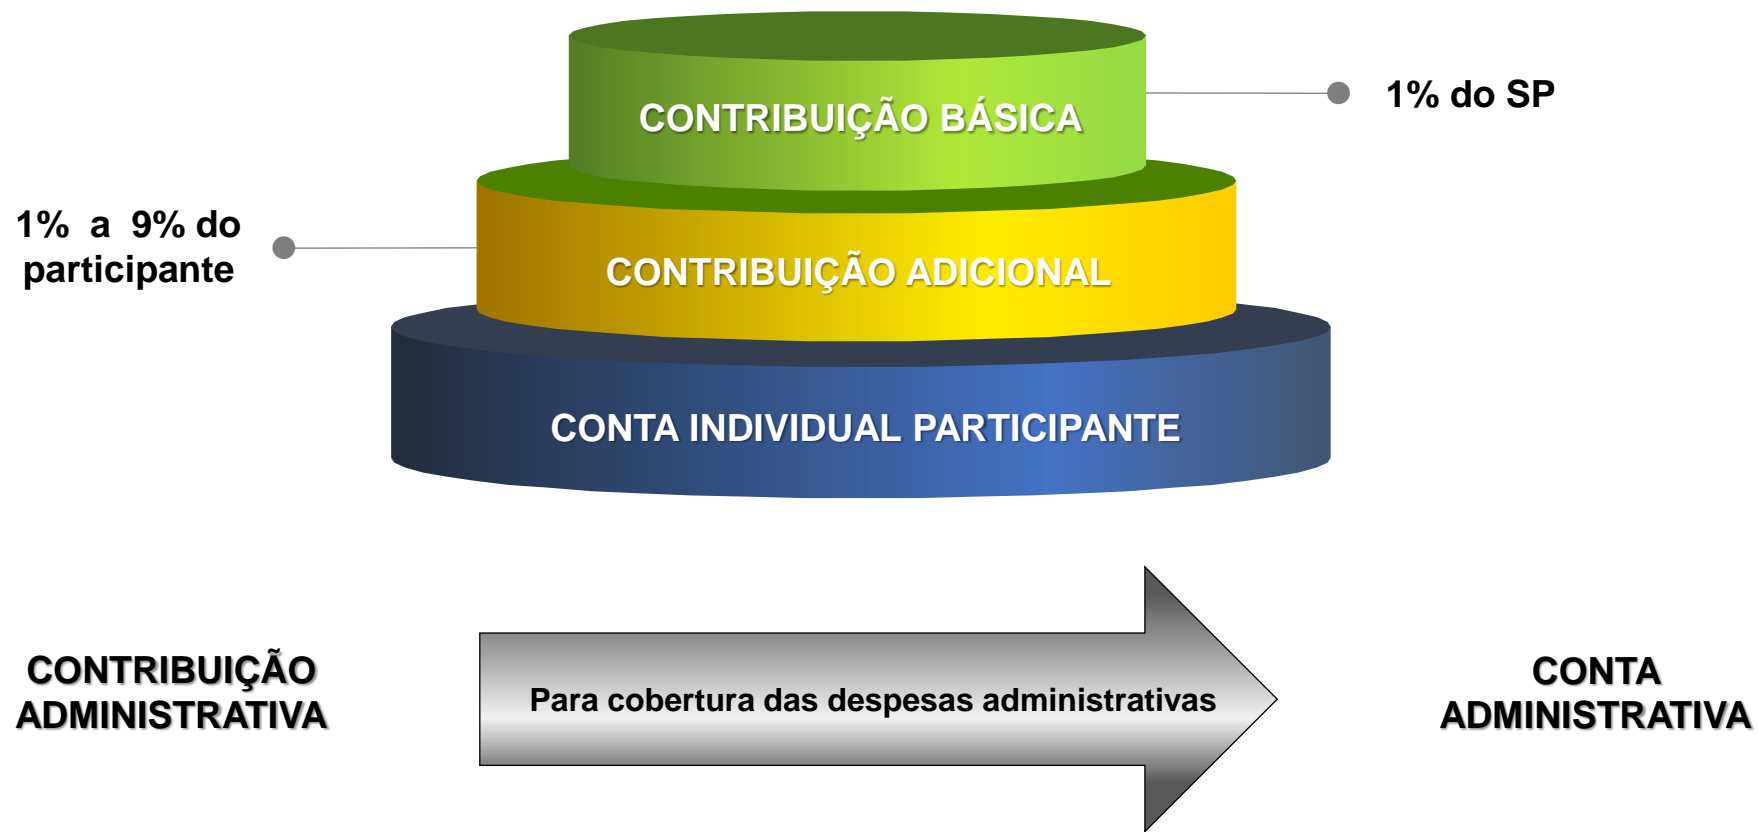 CONTRIBUIÇÃO BÁSICA
1% do SP
1% a 9% do
participante
CONTRIBUIÇÃO ADICIONAL
CONTA INDIVIDUAL PARTICIPANTE
CONTRIBUIÇÃO
ADMINISTRATIVA
Para cobertura das despesas administrativas
CONTA
ADMINISTRATIVA